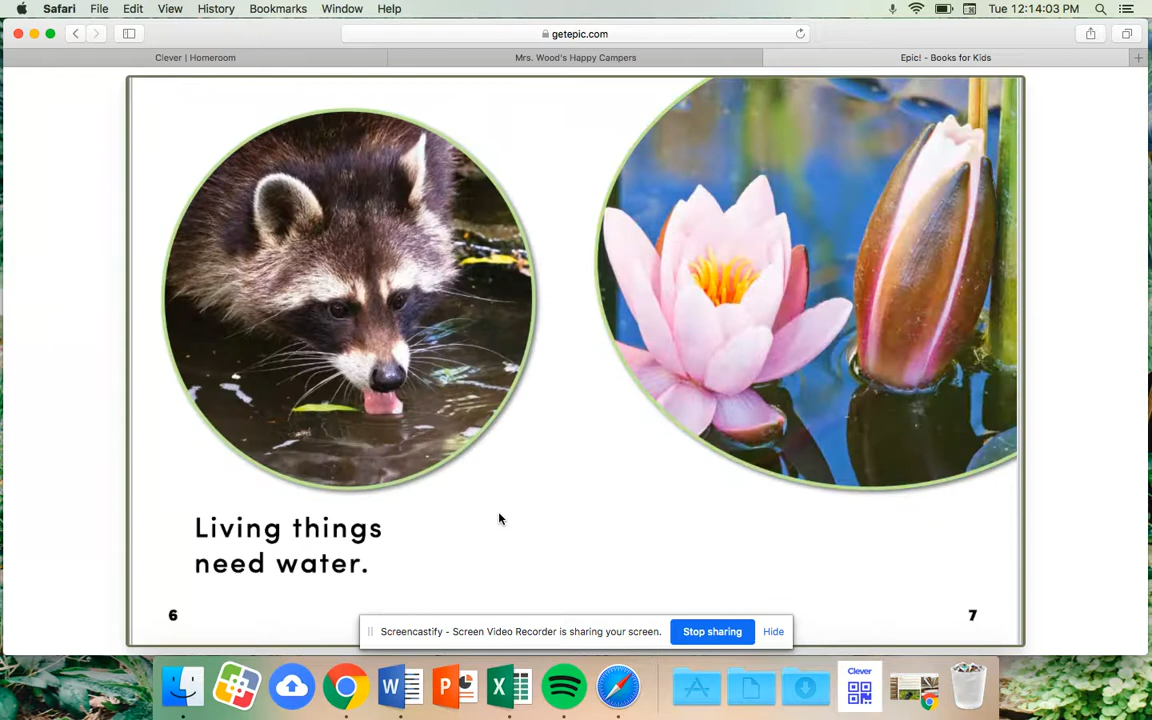 Safari File Edit View History Bookmarks Window Help Tue 12:14:03 PM
getepic.com
Clever | Homeroom Mrs. Wood's Happy Campers Epic! - Books for Kids
Living things
need water.
6 7
Screencastify - Screen Video Recorder is sharing your screen. Stop sharing Hide
Clever
W P X